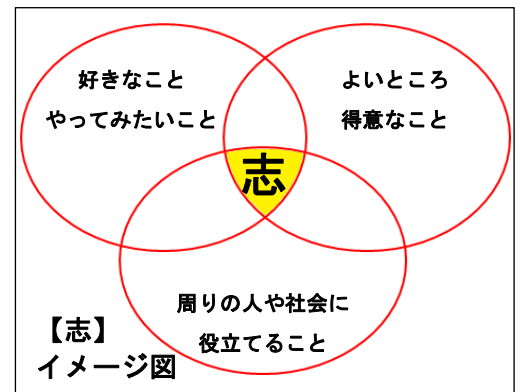 好きなこと
やってみたいこと
よいところ
得意なこと
志
周りの人や社会に
役立てること
【志】
イメージ図